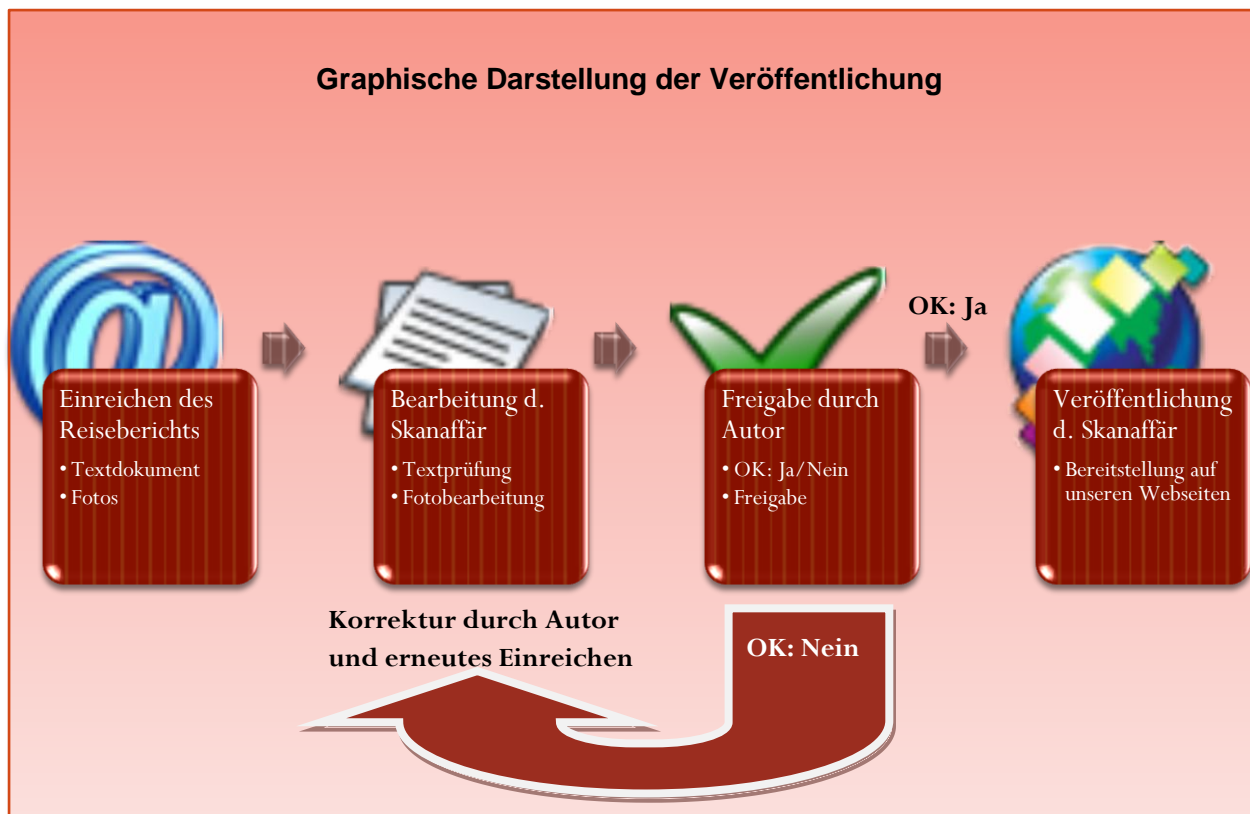 Graphische Darstellung der Veröffentlichung
Einreichen des
Reiseberichts
• Textdokument
• Fotos
Bearbeitung d.
Skanaffär
• Textprüfung
• Fotobearbeitung
Freigabe durch
Autor
• OK: Ja/Nein
• Freigabe
OK: Ja
Veröffentlichung
d. Skanaffär
• Bereitstellung auf
unseren Webseiten
OK: Nein
Korrektur durch Autor
und erneutes Einreichen